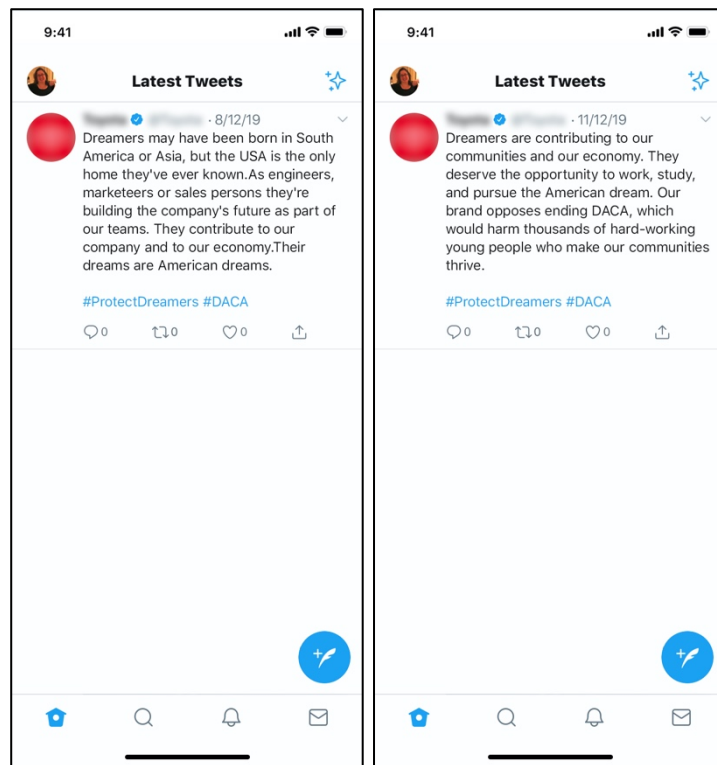 9:41
Latest Tweets
· 8/12/19
Dreamers may have been born in South
America or Asia, but the USA is the only
home they've ever known.As engineers,
marketeers or sales persons they're
building the company's future as part of
our teams. They contribute to our
company and to our economy.Their
dreams are American dreams.
#ProtectDreamers #DACA
0 0 0
9:41
Latest Tweets
· 11/12/19
Dreamers are contributing to our
communities and our economy. They
deserve the opportunity to work, study,
and pursue the American dream. Our
brand opposes ending DACA, which
would harm thousands of hard-working
young people who make our communities
thrive.
#ProtectDreamers #DACA
0 0 0